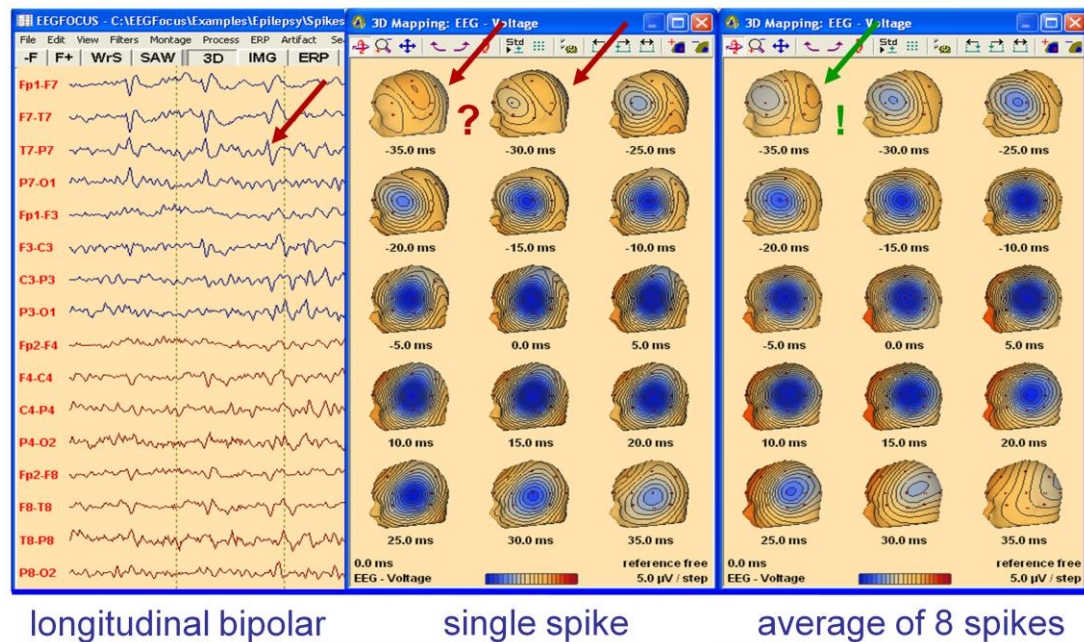 EEGFOCUS - C:\EEGFocus\Examples\Epilepsy\Spikes
File Edit View Filters Montage Process ERP Artifact Se
-F F+ WrS SAW 3D IMG ERP
Fp1-F7
F7-T7
T7-P7
P7-O1
Fp1-F3
F3-C3
C3-P3
P3-O1
Fp2-F4
F4-C4
C4-P4
P4-O2
Fp2-F8
F8-T8
T8-P8
P8-O2
longitudinal bipolar
3D Mapping: EEG - Voltage
Std
?
-35.0 ms -30.0 ms -25.0 ms
-20.0 ms -15.0 ms -10.0 ms
-5.0 ms 0.0 ms 5.0 ms
10.0 ms 15.0 ms 20.0 ms
25.0 ms 30.0 ms 35.0 ms
0.0 ms reference free
EEG - Voltage 5.0 µV / step
single spike
3D Mapping: EEG - Voltage
Std
!
-35.0 ms -30.0 ms -25.0 ms
-20.0 ms -15.0 ms -10.0 ms
-5.0 ms 0.0 ms 5.0 ms
10.0 ms 15.0 ms 20.0 ms
25.0 ms 30.0 ms 35.0 ms
0.0 ms reference free
EEG - Voltage 5.0 µV / step
average of 8 spikes